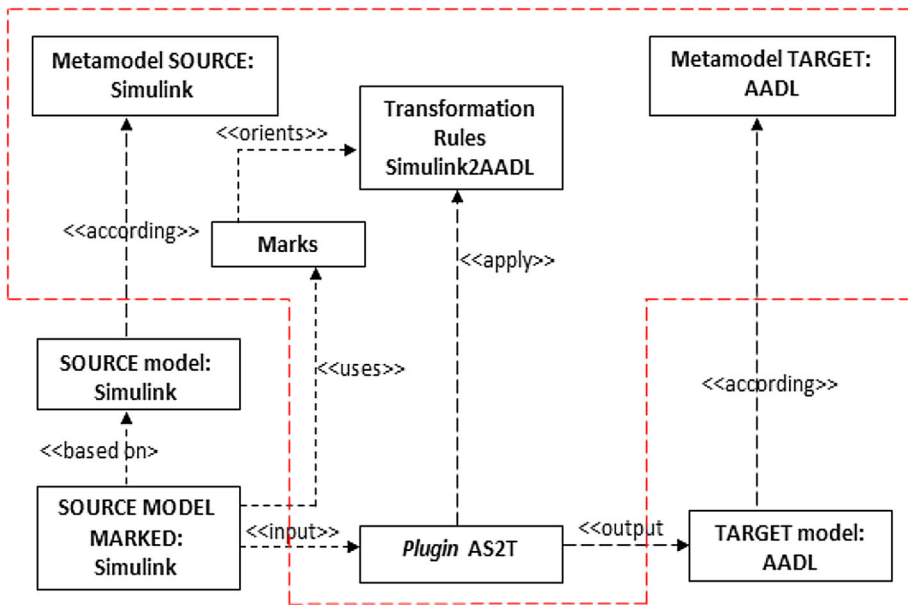 Metamodel SOURCE:
Simulink
Metamodel TARGET:
AADL
Transformation
Rules
Simulink2AADL
<<orients>>
Marks
<<according>>
<<apply>>
SOURCE model:
Simulink
<<uses>>
<<according>>
<<based on>
SOURCE MODEL
MARKED:
Simulink
<<input>>
Plugin AS2T
<<output
TARGET model:
AADL